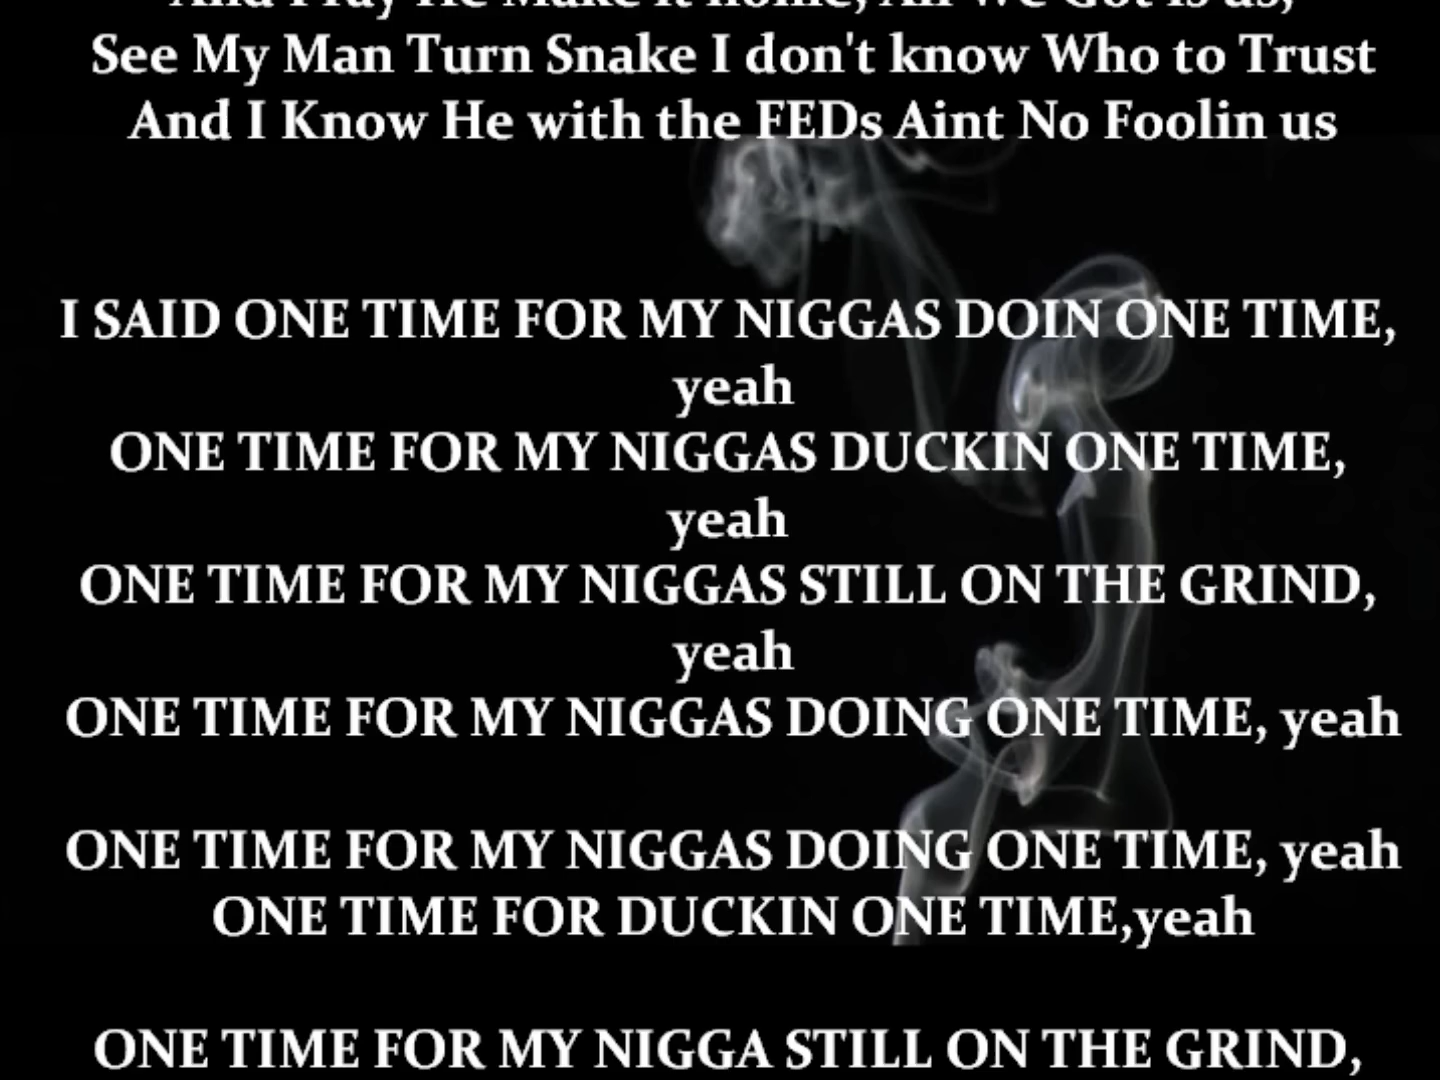 And Pray He Make it home, All We Got is us,
See My Man Turn Snake I don't know Who to Trust
And I Know He with the FEDs Aint No Foolin us
I SAID ONE TIME FOR MY NIGGAS DOIN ONE TIME,
yeah
ONE TIME FOR MY NIGGAS DUCKIN ONE TIME,
yeah
ONE TIME FOR MY NIGGAS STILL ON THE GRIND,
yeah
ONE TIME FOR MY NIGGAS DOING ONE TIME, yeah
ONE TIME FOR MY NIGGAS DOING ONE TIME, yeah
ONE TIME FOR DUCKIN ONE TIME,yeah
ONE TIME FOR MY NIGGA STILL ON THE GRIND,